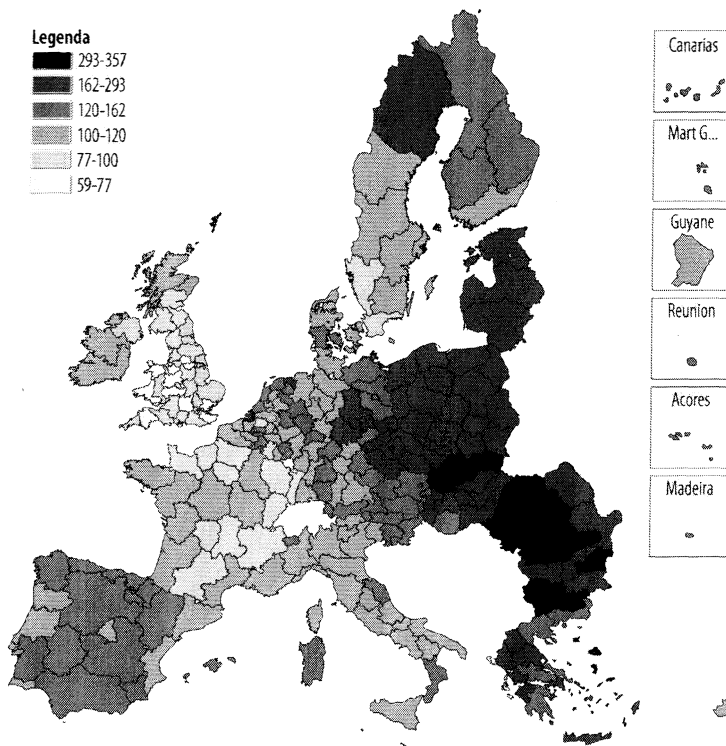 Legenda
293-357
162-293
120-162
100-120
77-100
59-77
Canarias
Mart G...
Guyane
Reunion
Acores
Madeira